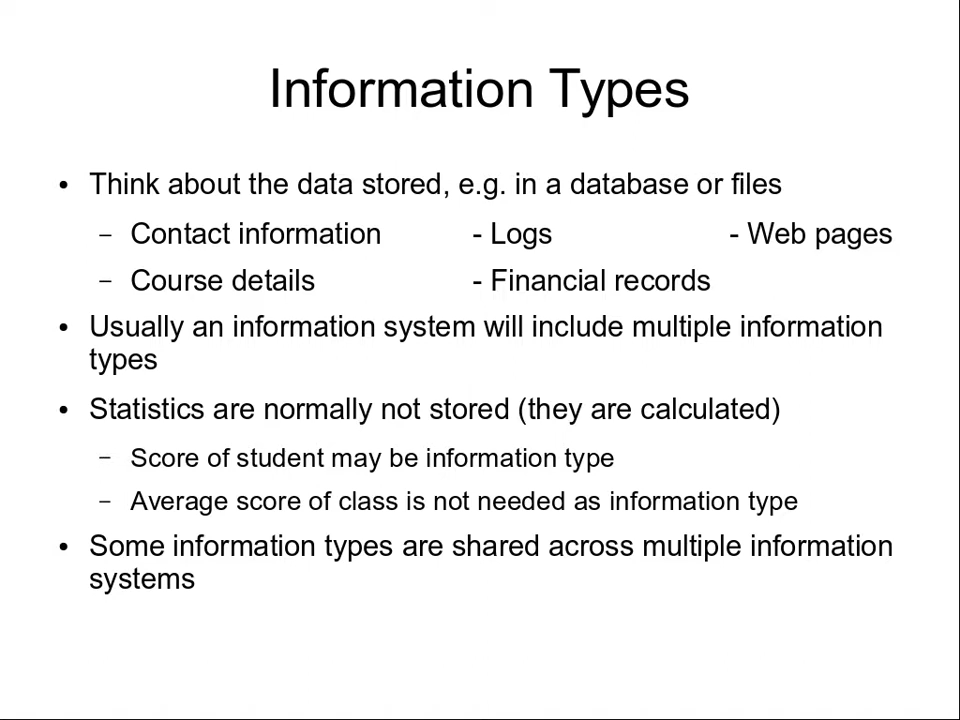 Information Types
• Think about the data stored, e.g. in a database or files
– Contact information - Logs - Web pages
– Course details - Financial records
• Usually an information system will include multiple information
types
• Statistics are normally not stored (they are calculated)
– Score of student may be information type
– Average score of class is not needed as information type
• Some information types are shared across multiple information
systems